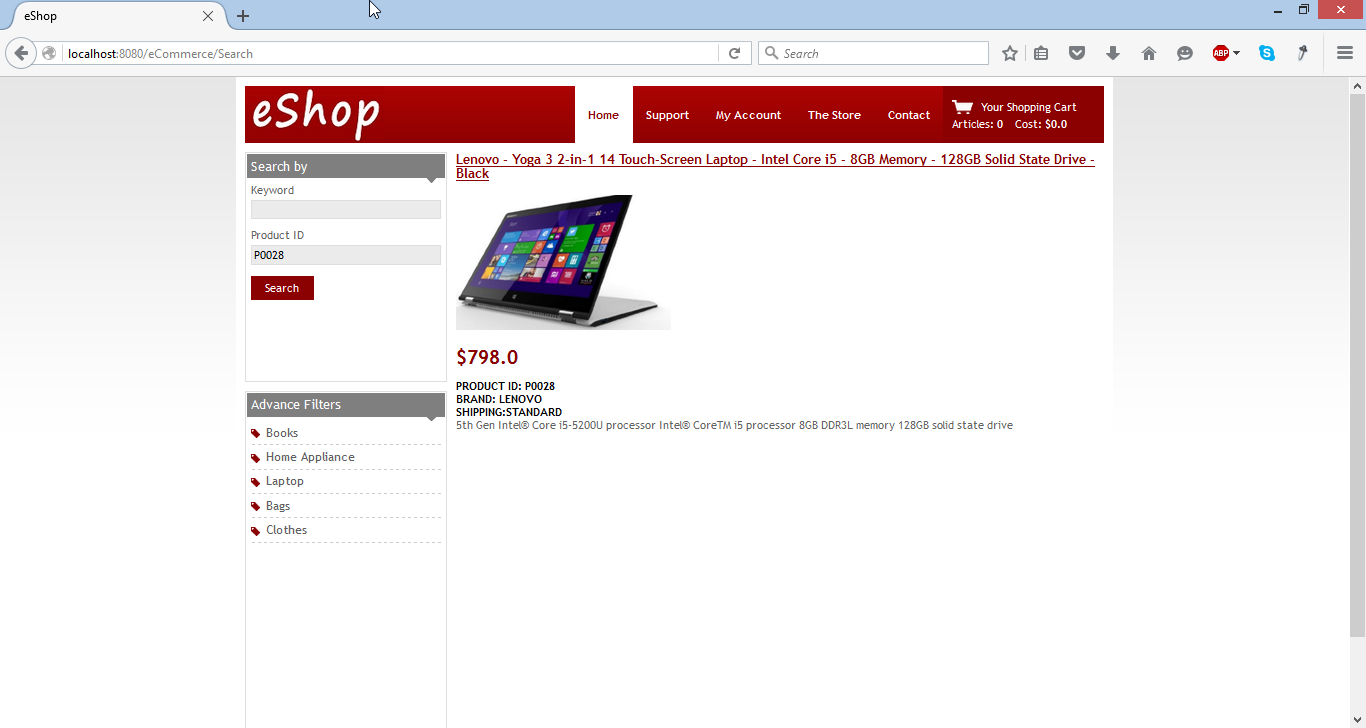 eShop
localhost:8080/eCommerce/Search
Search
ABP
eShop
Home
Support
My Account
The Store
Contact
Your Shopping Cart
Articles: 0 Cost: $0.0
Search by
Keyword
Product ID
P0028
Search
Advance Filters
Books
Home Appliance
Laptop
Bags
Clothes
Lenovo - Yoga 3 2-in-1 14 Touch-Screen Laptop - Intel Core i5 - 8GB Memory - 128GB Solid State Drive -
Black
$798.0
PRODUCT ID: P0028
BRAND: LENOVO
SHIPPING:STANDARD
5th Gen Intel® Core i5-5200U processor Intel® CoreTM i5 processor 8GB DDR3L memory 128GB solid state drive